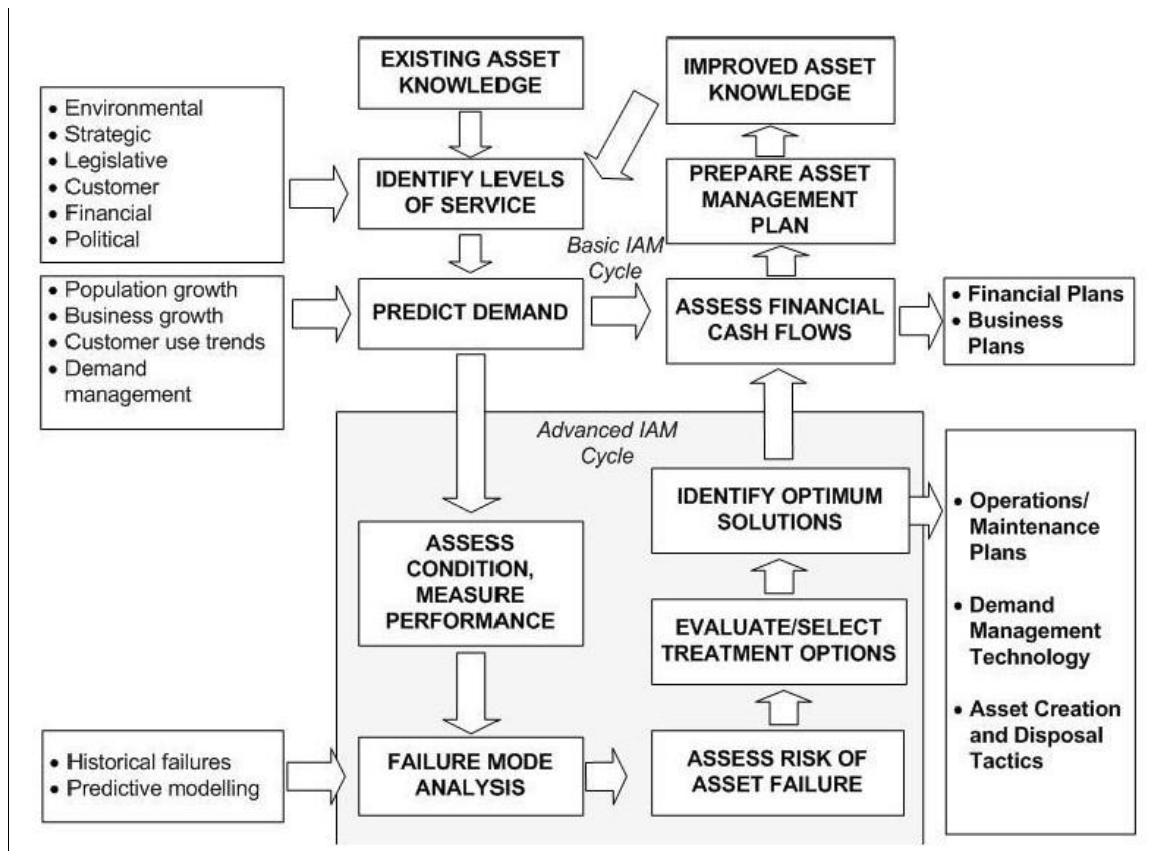 EXISTING ASSET
KNOWLEDGE
IMPROVED ASSET
KNOWLEDGE
• Environmental
• Strategic
• Legislative
• Customer
• Financial
• Political
IDENTIFY LEVELS
OF SERVICE
PREPARE ASSET
MANAGEMENT
PLAN
Basic IAM
Cycle
• Population growth
• Business growth
• Customer use trends
• Demand
management
PREDICT DEMAND
ASSESS FINANCIAL
CASH FLOWS
• Financial Plans
• Business
Plans
Advanced IAM
Cycle
ASSESS
CONDITION,
MEASURE
PERFORMANCE
IDENTIFY OPTIMUM
SOLUTIONS
• Operations/
Maintenance
Plans
• Demand
Management
Technology
• Asset Creation
and Disposal
Tactics
EVALUATE/SELECT
TREATMENT OPTIONS
• Historical failures
• Predictive modelling
FAILURE MODE
ANALYSIS
ASSESS RISK OF
ASSET FAILURE